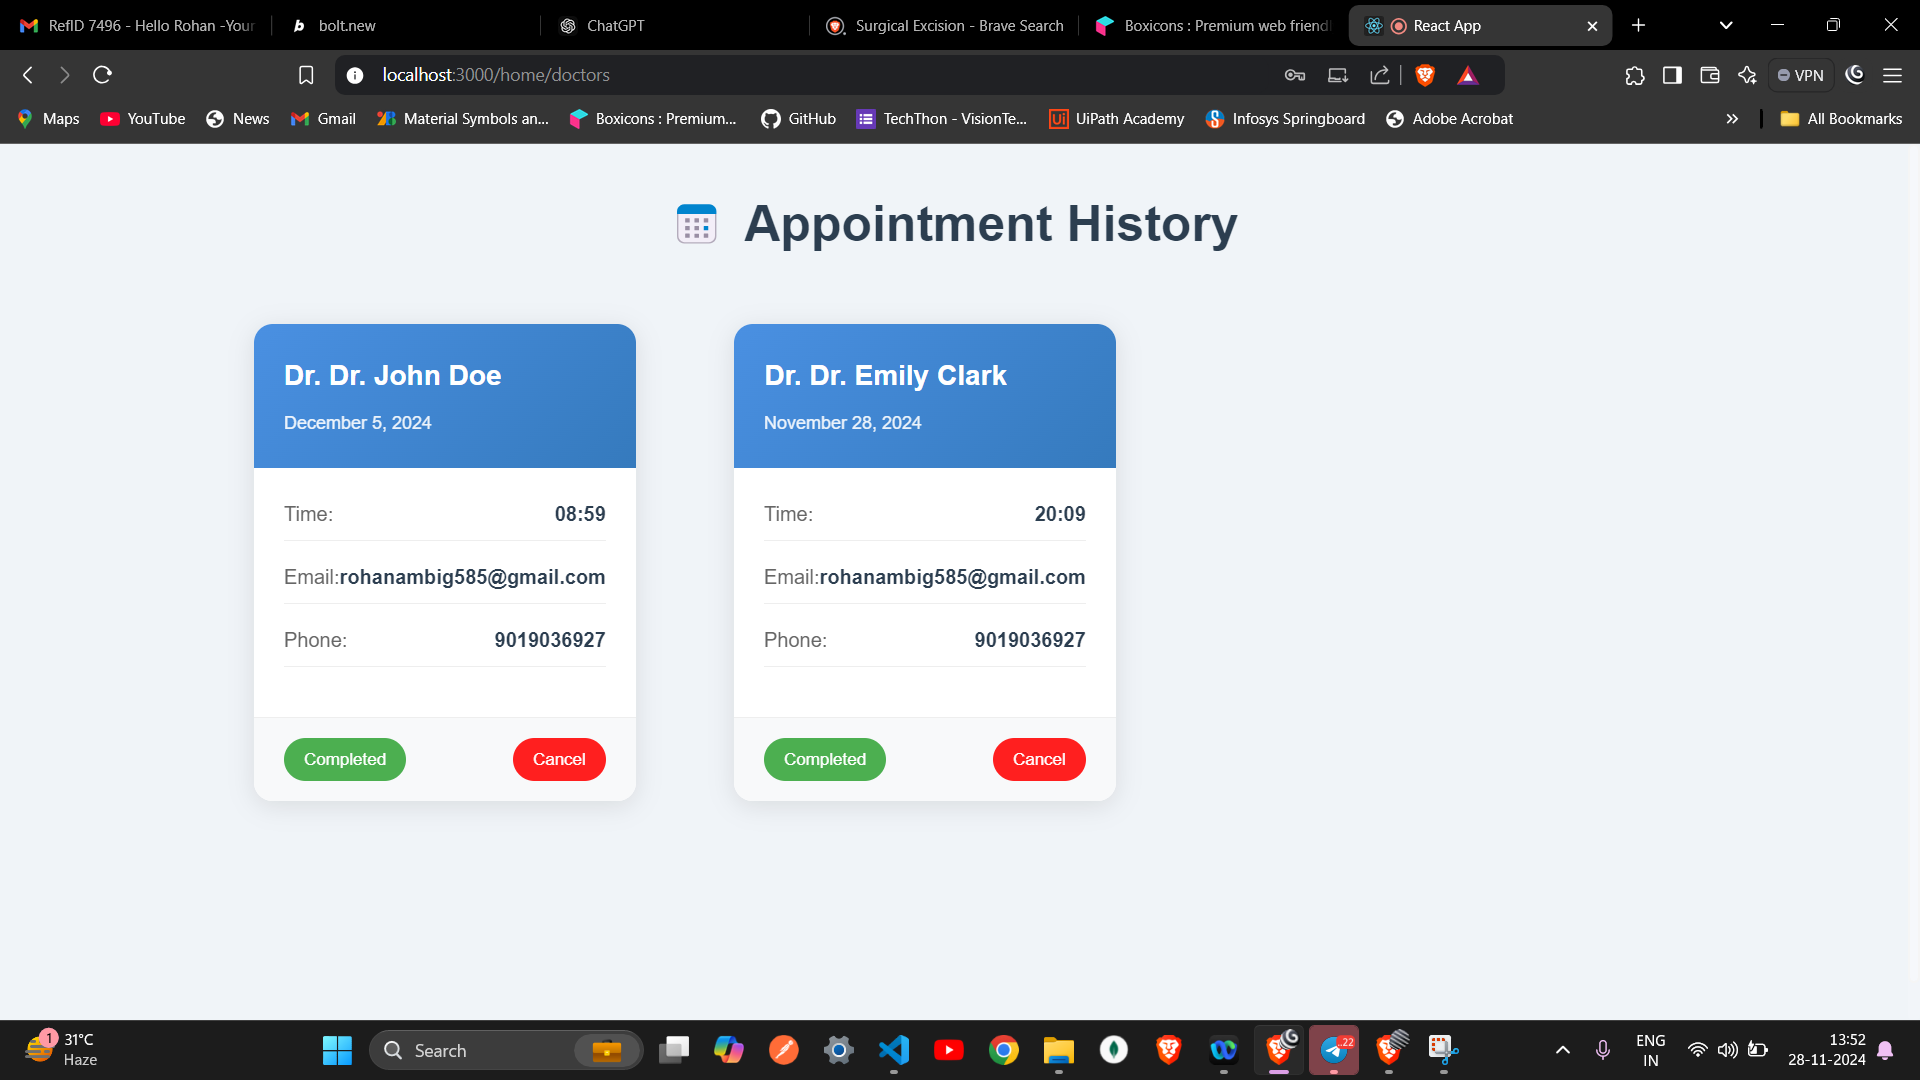 RefID 7496 - Hello Rohan -Your
bolt.new
ChatGPT
Surgical Excision - Brave Search
Boxicons : Premium web friendl
React App
localhost:3000/home/doctors
VPN
Maps
YouTube
News
Gmail
Material Symbols an...
Boxicons : Premium...
GitHub
TechThon - VisionTe...
UiPath Academy
Infosys Springboard
Adobe Acrobat
All Bookmarks
Appointment History
Dr. Dr. John Doe
December 5, 2024
Time: 08:59
Email:rohanambig585@gmail.com
Phone: 9019036927
Completed Cancel
Dr. Dr. Emily Clark
November 28, 2024
Time: 20:09
Email:rohanambig585@gmail.com
Phone: 9019036927
Completed Cancel
1
31°C
Haze
Search
..22
ENG
IN
13:52
28-11-2024